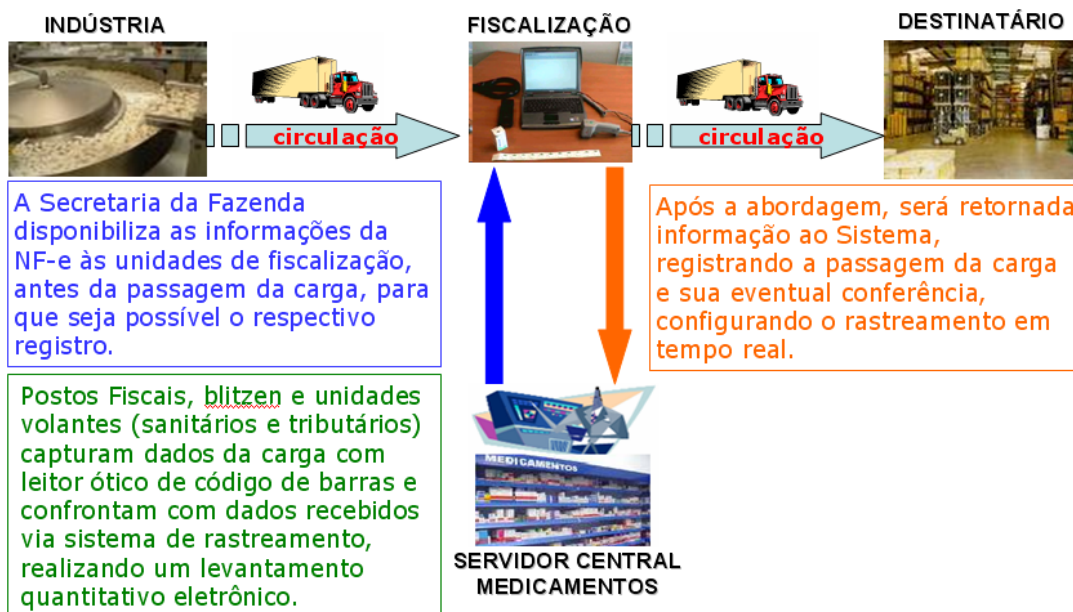 INDÚSTRIA
FISCALIZAÇÃO
DESTINATÁRIO
circulação
circulação
A Secretaria da Fazenda
disponibiliza as informações da
NF-e às unidades de fiscalização,
antes da passagem da carga, para
que seja possível o respectivo
registro.
Após a abordagem, será retornada
informação ao Sistema,
registrando a passagem da carga
e sua eventual conferência,
configurando o rastreamento em
tempo real.
Postos Fiscais, blitzen e unidades
volantes (sanitários e tributários)
capturam dados da carga com
leitor ótico de código de barras e
confrontam com dados recebidos
via sistema de rastreamento,
realizando um levantamento
quantitativo eletrônico.
MEDICAMENTOS
SERVIDOR CENTRAL
MEDICAMENTOS